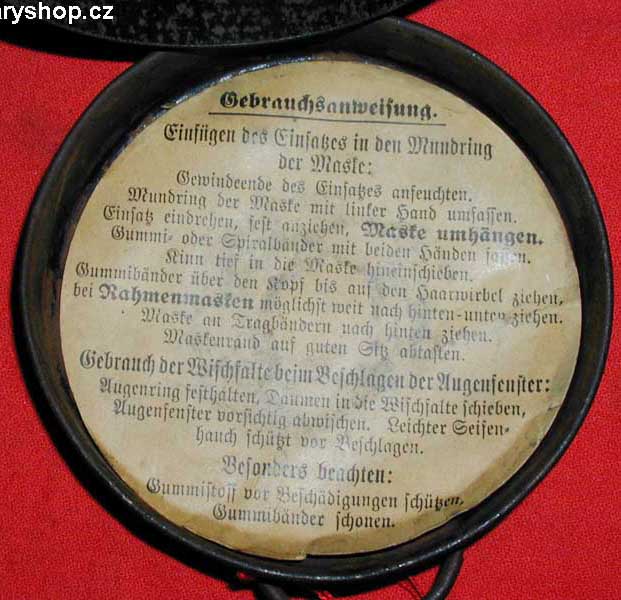 aryshop.cz
Gebrauchsanweisung.
Einfügen des Einsatzes in den Mundring
der Maske:
Gewindeende des Einsatzes anfeuchten.
Mundring der Maske mit linker Hand umfassen.
Einsatz eindrehen, fest anziehen, Maske umhängen.
Gummi- oder Spiralbänder mit beiden Händen fassen.
Kinn tief in die Maske hineinschieben.
Gummibänder über den Kopf bis auf den Haarwirbel ziehen,
bei Rahmenmasken möglichst weit nach hinten-unten ziehen.
Maske an Tragbändern nach hinten ziehen.
Maskenrand auf guten Sitz abtasten.
Gebrauch der Wischfalte beim Beschlagen der Augenfenster:
Augenring festhalten, Daumen in die Wischfalte schieben,
Augenfenster vorsichtig abwischen. Leichter Seifen-
hauch schützt vor Beschlagen.
Besonders beachten:
Gummistoff vor Beschädigungen schützen.
Gummibänder schonen.